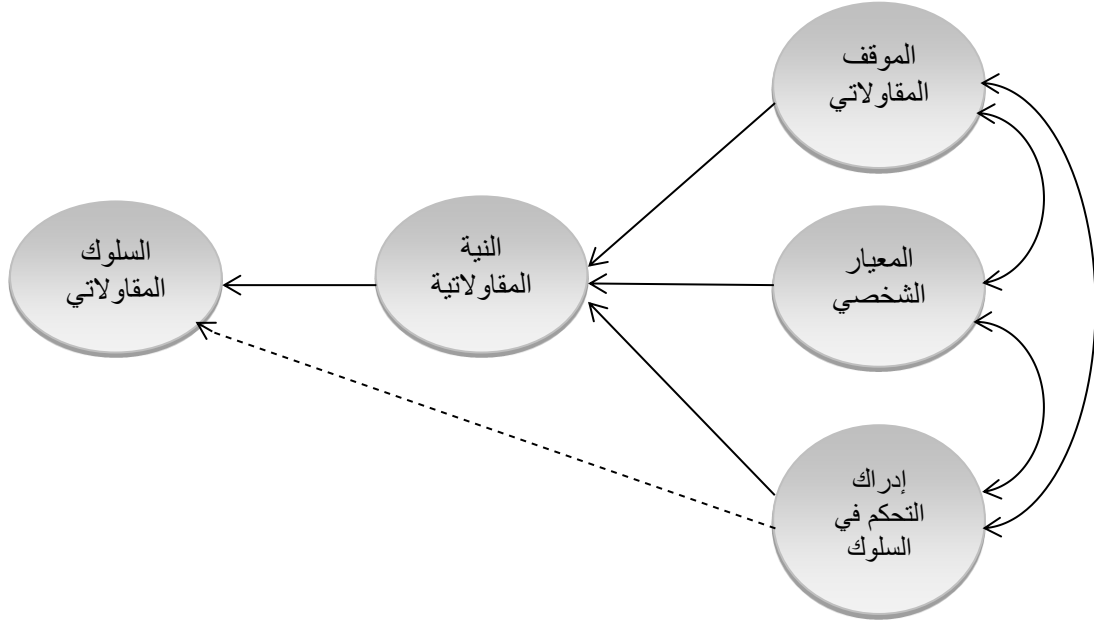 الموقف
المقاولاتي
المعيار
الشخصي
إدراك
التحكم في
السلوك
النية
المقاولاتية
السلوك
المقاولاتي